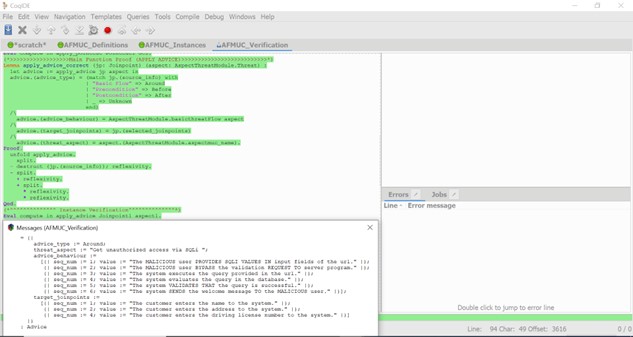 CoqIDE
File Edit View Navigation Templates Queries Tools Compile Debug Windows Help
*scratch* AFMUC_Definitions AFMUC_Instances AFMUC_Verification
Main Function Proof (APPLY ADVICE)
Lemma apply_advice_correct (jp: Joinpoint) (aspect: AspectThreatModule.Threat) :
let advice := apply_advice jp aspect in
advice.(advice_type) = (match jp.(source_info) with
| "Basic Flow" => Around
| "Precondition" => Before
| "Postcondition" => After
| _ => Unknown
end)
/\
advice.(advice_behaviour) = AspectThreatModule.basicthreatflow aspect
/\
advice.(target_joinpoints) = jp.(selected_joinpoints)
/\
advice.(threat_aspect) = aspect.(AspectThreatModule.aspectmuc_name).
Proof.
unfold apply_advice.
split.
- destruct (jp.(source_info)); reflexivity.
- split.
+ reflexivity.
+ split.
* reflexivity.
* reflexivity.
Qed.
(************** Instance Verification**************)
Eval compute in apply_advice Joinpoint1 aspect1.
Errors Jobs
Line Error message
Double click to jump to error line
Messages (AFMUC_Verification)
= {|
advice_type := Around;
threat_aspect := "Get unauthorized access via SQLi ";
advice_behaviour :=
[{| seq_num := 1; value := "The MALICIOUS user PROVIDES SQLI VALUES IN input fields of the url." |};
{| seq_num := 2; value := "The MALICIOUS user BYPASS the validation REQUEST TO server program." |};
{| seq_num := 3; value := "The system executes the query provided in the url." |};
{| seq_num := 4; value := "The system evaluates the query in the database." |};
{| seq_num := 5; value := "The system VALIDATES THAT the query is successful." |};
{| seq_num := 6; value := "The system SENDS the welcome message TO the MALICIOUS user." |}];
target_joinpoints :=
[{| seq_num := 1; value := "The customer enters the name to the system." |};
{| seq_num := 2; value := "The customer enters the address to the system." |};
{| seq_num := 4; value := "The customer enters the driving license number to the system." |}]
|}
: Advice
Line: 94 Char: 49 Offset: 3616 0 / 0